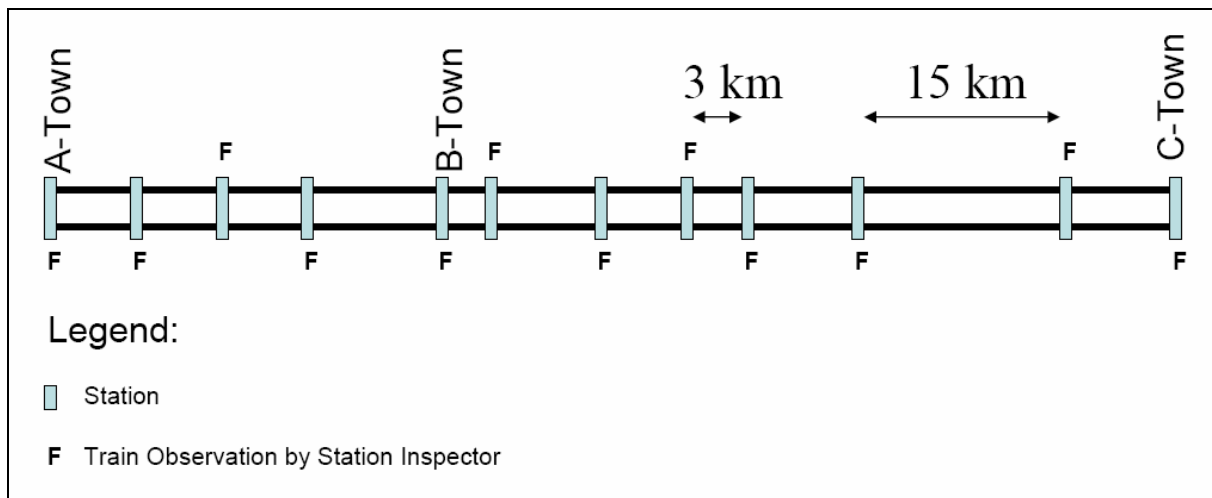 A-Town
B-Town
3 km
15 km
C-Town
F F F F
F F F F F F F F
Legend:
Station
F Train Observation by Station Inspector